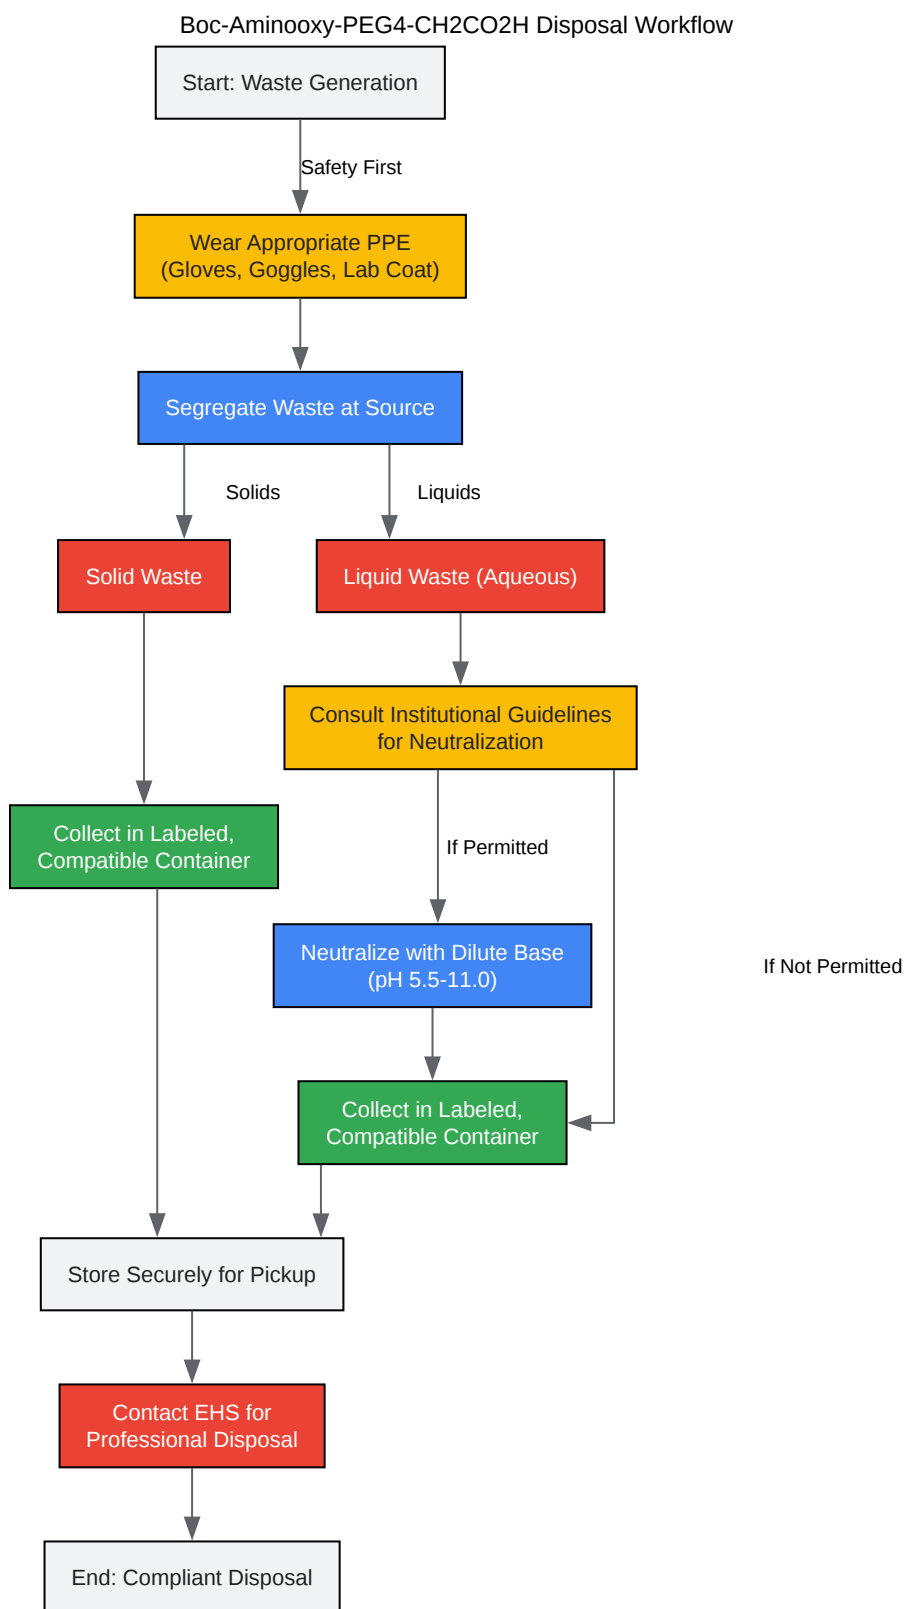 Boc-Aminooxy-PEG4-CH2CO2H Disposal Workflow
Start: Waste Generation
Safety First
Wear Appropriate PPE
(Gloves, Goggles, Lab Coat)
Segregate Waste at Source
Solids
Liquids
Solid Waste
Liquid Waste (Aqueous)
Consult Institutional Guidelines
for Neutralization
Collect in Labeled,
Compatible Container
If Permitted
Neutralize with Dilute Base
(pH 5.5-11.0)
If Not Permitted
Collect in Labeled,
Compatible Container
Store Securely for Pickup
Contact EHS for
Professional Disposal
End: Compliant Disposal